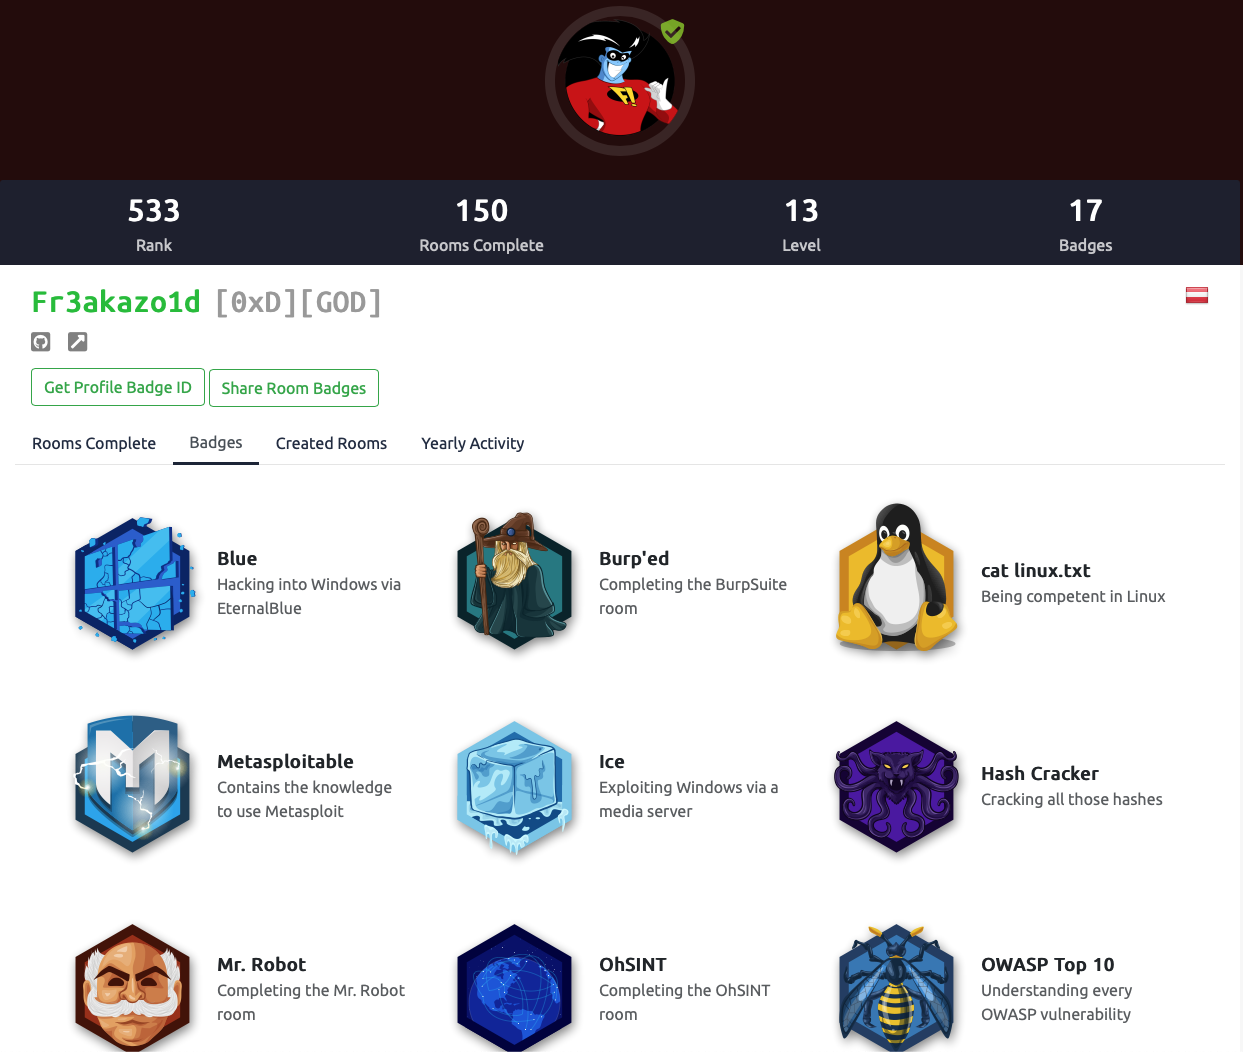 533
Rank
150
Rooms Complete
13
Level
17
Badges
Fr3akazo1d [0xD][GOD]
Get Profile Badge ID
Share Room Badges
Rooms Complete
Badges
Created Rooms
Yearly Activity
Blue
Hacking into Windows via
EternalBlue
Burp'ed
Completing the BurpSuite
room
cat linux.txt
Being competent in Linux
Metasploitable
Contains the knowledge
to use Metasploit
Ice
Exploiting Windows via a
media server
Hash Cracker
Cracking all those hashes
Mr. Robot
Completing the Mr. Robot
room
OhSINT
Completing the OhSINT
room
OWASP Top 10
Understanding every
OWASP vulnerability